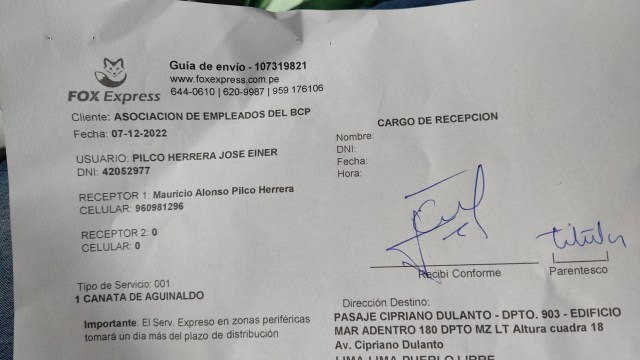 Guía de envío - 107319821
www.foxexpress.com.pe
644-0610 | 620-9987 | 959 176106
FOX Express
Cliente: ASOCIACION DE EMPLEADOS DEL BCP
Fecha: 07-12-2022
USUARIO: PILCO HERRERA JOSE EINER
DNI: 42052977
RECEPTOR 1: Mauricio Alonso Pilco Herrera
CELULAR: 960981296
RECEPTOR 2: 0
CELULAR: 0
Tipo de Servicio: 001
1 CANATA DE AGUINALDO
Importante: El Serv. Expreso en zonas periféricas
tomará un día más del plazo de distribución
CARGO DE RECEPCION
Nombre:
DNI:
Fecha:
Hora:
titular
Recibi Conforme
Parentesco
Dirección Destino:
PASAJE CIPRIANO DULANTO - DPTO. 903 - EDIFICIO
MAR ADENTRO 180 DPTO MZ LT Altura cuadra 18
Av. Cipriano Dulanto
LIMA-LIMA-PUEBLO LIBRE